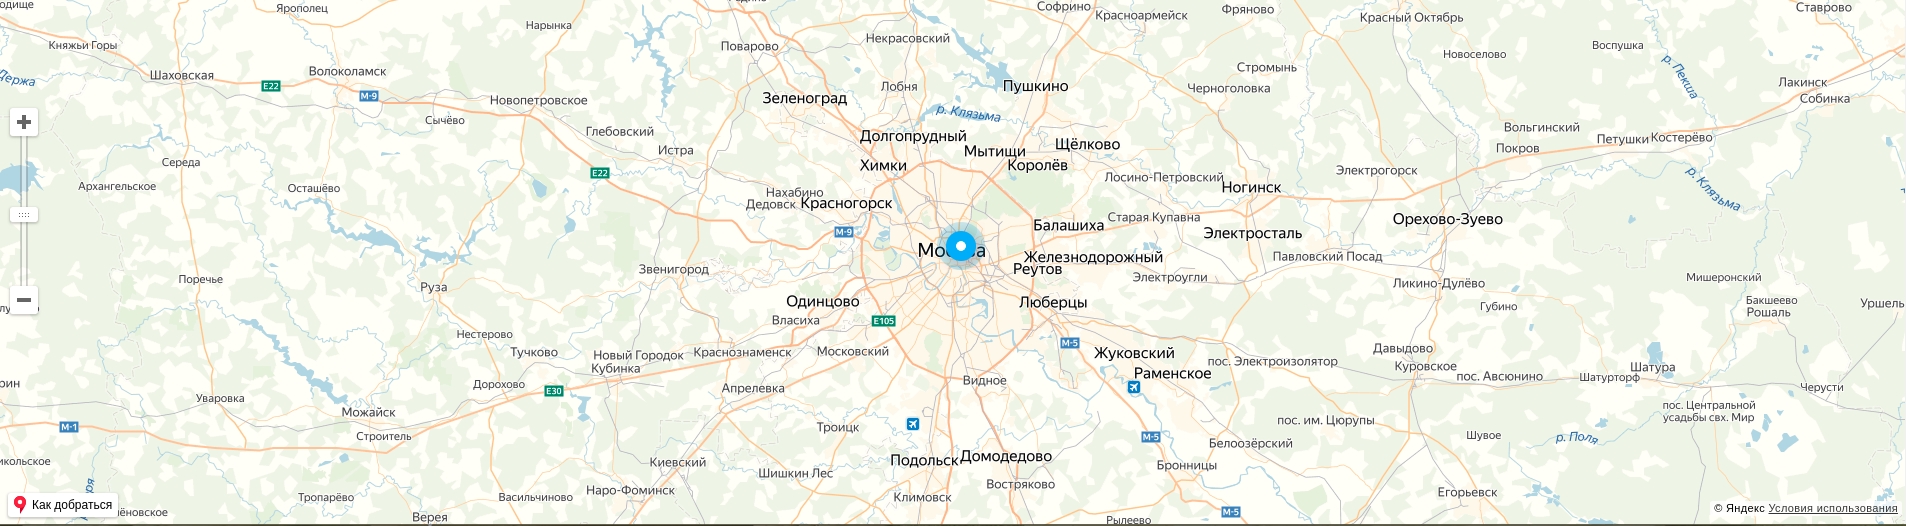 Ярополец
Софрино
Красноармейск
Фряново
Красный Октябрь
Ставрово
Нарынка
Некрасовский
Княжьи Горы
Поварово
Воспушка
Новоселово
Шаховская
Волоколамск
Стромынь
р. Пекша
Держа
E22
М-9
Новопетровское
Лобня
Пушкино
Черноголовка
Лакинск
Собинка
Зеленоград
р. Клязьма
Сычёво
Глебовский
Долгопрудный
Вольгинский
Петушки
Костерёво
Истра
Мытищи
Щёлково
Покров
Середа
Химки
Королёв
E22
Электрогорск
Архангельское
Осташёво
Нахабино
Лосино-Петровский
Ногинск
р. Клязьма
Дедовск
Красногорск
Старая Купавна
Орехово-Зуево
М-9
Балашиха
Электросталь
Железнодорожный
Павловский Посад
Звенигород
Реутов
Электроугли
Поречье
Руза
Ликино-Дулёво
Мишеронский
Одинцово
Люберцы
Губино
Бакшеево
Рошаль
Уршель
Власиха
E105
Нестерово
М-5
Тучково
Новый Городок
Кубинка
Краснознаменск
Московский
Жуковский
пос. Электроизолятор
Давыдово
Куровское
Шатура
Раменское
пос. Авсюнино
Шатурторф
Черусти
Дорохово
E30
Апрелевка
Видное
Уваровка
Можайск
пос. Центральной
усадьбы свх. Мир
М-1
Строитель
Троицк
пос. им. Цюрупы
М-5
Белоозёрский
Шувое
р. Поля
Киевский
Шишкин Лес
Подольск
Домодедово
Бронницы
Тропарёво
Васильчиново
Наро-Фоминск
Климовск
Востряково
Егорьевск
Как добраться
Верея
Рылеево
М-5
© Яндекс Условия использования